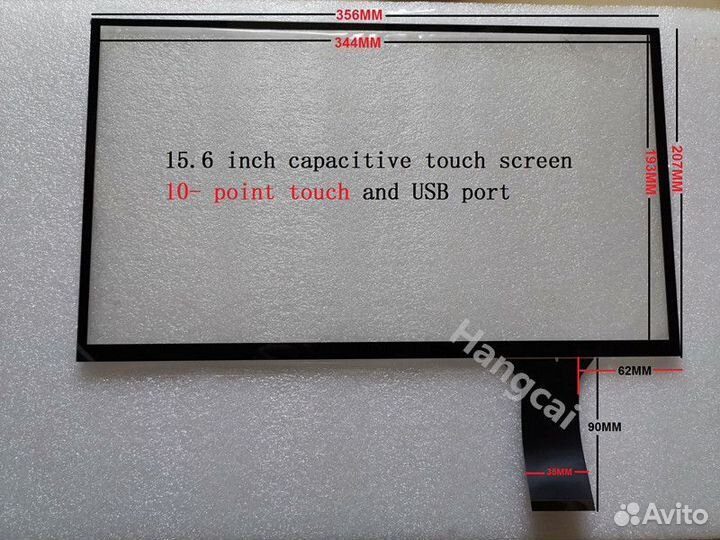 356MM
344MM
15.6 inch capacitive touch screen
10- point touch and USB port
193MM
207MM
Hangcai
62MM
90MM
38MM
Avito